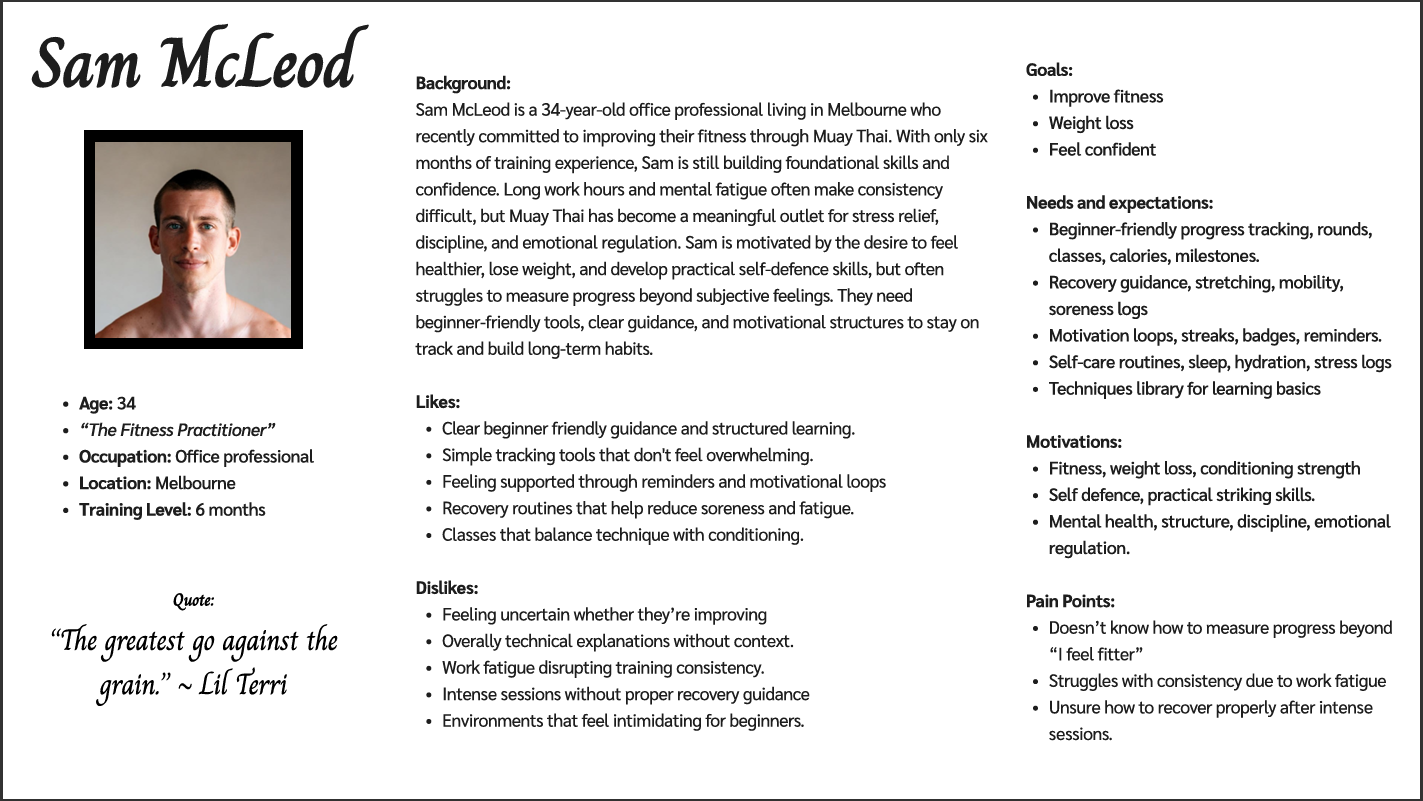 Sam McLeod
• Age: 34
• “The Fitness Practitioner”
• Occupation: Office professional
• Location: Melbourne
• Training Level: 6 months
Quote:
“The greatest go against the
grain.” ~ Lil Terri
Background:
Sam McLeod is a 34-year-old office professional living in Melbourne who
recently committed to improving their fitness through Muay Thai. With only six
months of training experience, Sam is still building foundational skills and
confidence. Long work hours and mental fatigue often make consistency
difficult, but Muay Thai has become a meaningful outlet for stress relief,
discipline, and emotional regulation. Sam is motivated by the desire to feel
healthier, lose weight, and develop practical self-defence skills, but often
struggles to measure progress beyond subjective feelings. They need
beginner-friendly tools, clear guidance, and motivational structures to stay on
track and build long-term habits.
Likes:
• Clear beginner friendly guidance and structured learning.
• Simple tracking tools that don't feel overwhelming.
• Feeling supported through reminders and motivational loops
• Recovery routines that help reduce soreness and fatigue.
• Classes that balance technique with conditioning.
Dislikes:
• Feeling uncertain whether they’re improving
• Overally technical explanations without context.
• Work fatigue disrupting training consistency.
• Intense sessions without proper recovery guidance
• Environments that feel intimidating for beginners.
Goals:
• Improve fitness
• Weight loss
• Feel confident
Needs and expectations:
• Beginner-friendly progress tracking, rounds,
classes, calories, milestones.
• Recovery guidance, stretching, mobility,
soreness logs
• Motivation loops, streaks, badges, reminders.
• Self-care routines, sleep, hydration, stress logs
• Techniques library for learning basics
Motivations:
• Fitness, weight loss, conditioning strength
• Self defence, practical striking skills.
• Mental health, structure, discipline, emotional
regulation.
Pain Points:
• Doesn’t know how to measure progress beyond
“I feel fitter”
• Struggles with consistency due to work fatigue
• Unsure how to recover properly after intense
sessions.